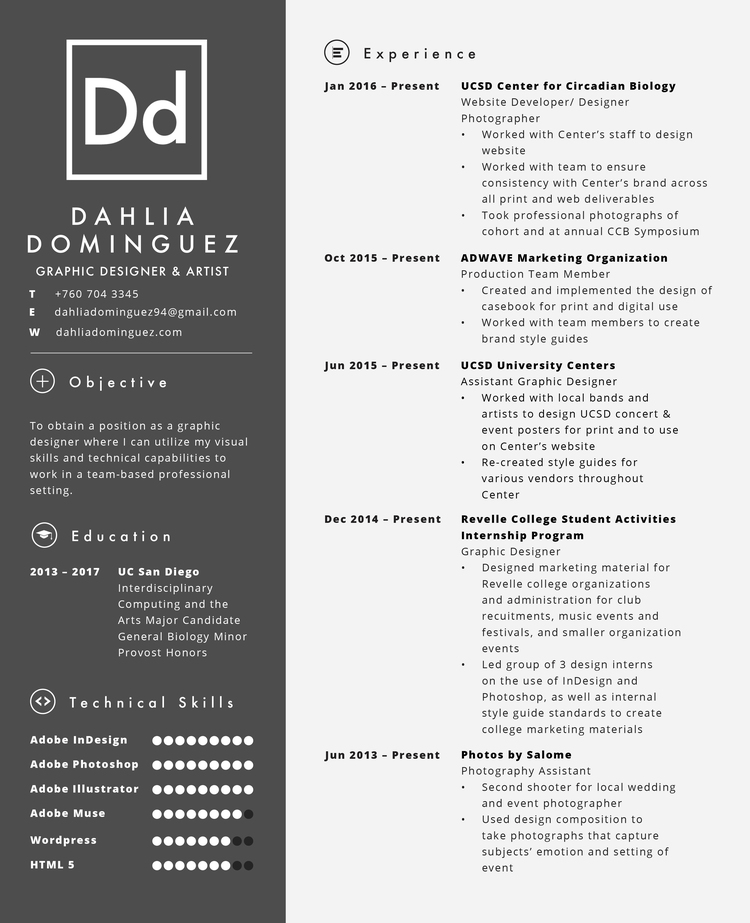 Dd
DAHLIA
DOMINGUEZ
GRAPHIC DESIGNER & ARTIST
T +760 704 3345
E dahliadominguez94@gmail.com
W dahliadominguez.com
Objective
To obtain a position as a graphic
designer where I can utilize my visual
skills and technical capabilities to
work in a team-based professional
setting.
Education
2013 – 2017 UC San Diego
Interdisciplinary
Computing and the
Arts Major Candidate
General Biology Minor
Provost Honors
Technical Skills
Adobe InDesign
Adobe Photoshop
Adobe Illustrator
Adobe Muse
Wordpress
HTML 5
Experience
Jan 2016 – Present UCSD Center for Circadian Biology
Website Developer/ Designer
Photographer
• Worked with Center’s staff to design
website
• Worked with team to ensure
consistency with Center’s brand across
all print and web deliverables
• Took professional photographs of
cohort and at annual CCB Symposium
Oct 2015 – Present ADWAVE Marketing Organization
Production Team Member
• Created and implemented the design of
casebook for print and digital use
• Worked with team members to create
brand style guides
Jun 2015 – Present UCSD University Centers
Assistant Graphic Designer
• Worked with local bands and
artists to design UCSD concert &
event posters for print and to use
on Center’s website
• Re-created style guides for
various vendors throughout
Center
Dec 2014 – Present Revelle College Student Activities
Internship Program
Graphic Designer
• Designed marketing material for
Revelle college organizations
and administration for club
recuitments, music events and
festivals, and smaller organization
events
• Led group of 3 design interns
on the use of InDesign and
Photoshop, as well as internal
style guide standards to create
college marketing materials
Jun 2013 – Present Photos by Salome
Photography Assistant
• Second shooter for local wedding
and event photographer
• Used design composition to
take photographs that capture
subjects’ emotion and setting of
event